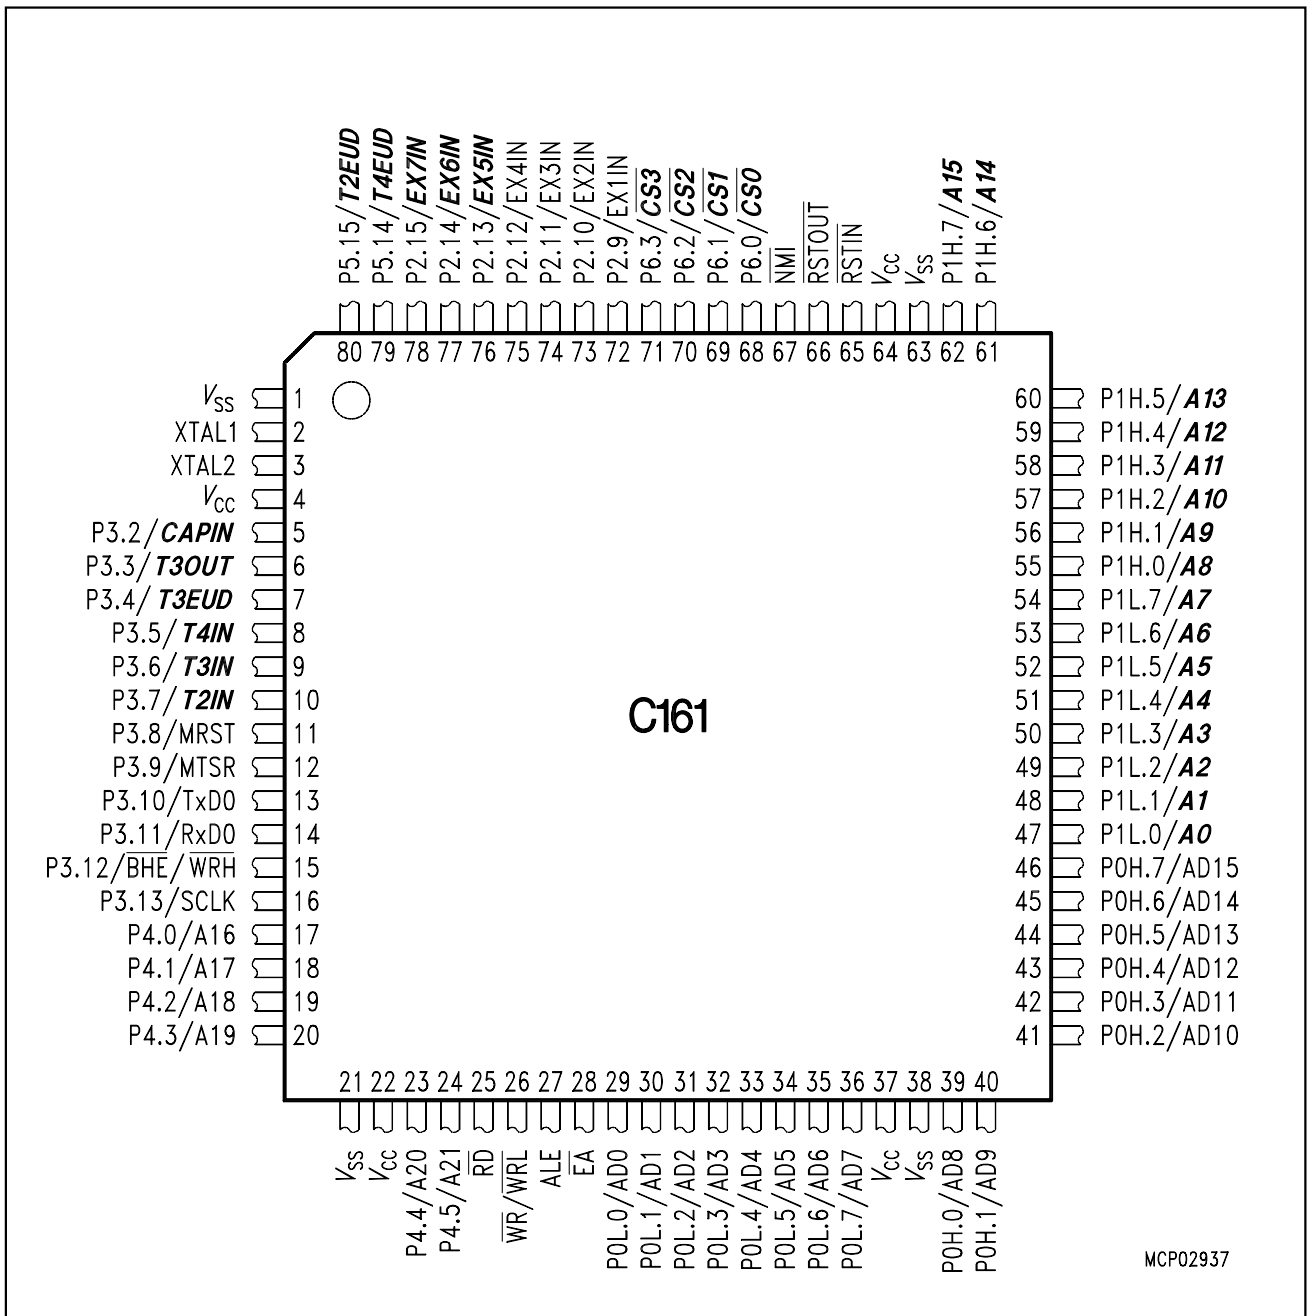 P5.15/T2EUD
P5.14/T4EUD
P2.15/EX7IN
P2.14/EX6IN
P2.13/EX5IN
P2.12/EX4IN
P2.11/EX3IN
P2.10/EX2IN
P2.9/EX1IN
P6.3/CS3
P6.2/CS2
P6.1/CS1
P6.0/CS0
NMI
RSTOUT
RSTIN
VCC
VSS
P1H.7/A15
P1H.6/A14
80 79 78 77 76 75 74 73 72 71 70 69 68 67 66 65 64 63 62 61
VSS 1
XTAL1 2
XTAL2 3
VCC 4
P3.2/CAPIN 5
P3.3/T3OUT 6
P3.4/T3EUD 7
P3.5/T4IN 8
P3.6/T3IN 9
P3.7/T2IN 10
P3.8/MRST 11
P3.9/MTSR 12
P3.10/TxD0 13
P3.11/RxD0 14
P3.12/BHE/WRH 15
P3.13/SCLK 16
P4.0/A16 17
P4.1/A17 18
P4.2/A18 19
P4.3/A19 20
C161
60 P1H.5/A13
59 P1H.4/A12
58 P1H.3/A11
57 P1H.2/A10
56 P1H.1/A9
55 P1H.0/A8
54 P1L.7/A7
53 P1L.6/A6
52 P1L.5/A5
51 P1L.4/A4
50 P1L.3/A3
49 P1L.2/A2
48 P1L.1/A1
47 P1L.0/A0
46 P0H.7/AD15
45 P0H.6/AD14
44 P0H.5/AD13
43 P0H.4/AD12
42 P0H.3/AD11
41 P0H.2/AD10
21 22 23 24 25 26 27 28 29 30 31 32 33 34 35 36 37 38 39 40
VSS
VCC
P4.4/A20
P4.5/A21
RD
WR/WRL
ALE
EA
P0L.0/AD0
P0L.1/AD1
P0L.2/AD2
P0L.3/AD3
P0L.4/AD4
P0L.5/AD5
P0L.6/AD6
P0L.7/AD7
VCC
VSS
P0H.0/AD8
P0H.1/AD9
MCP02937